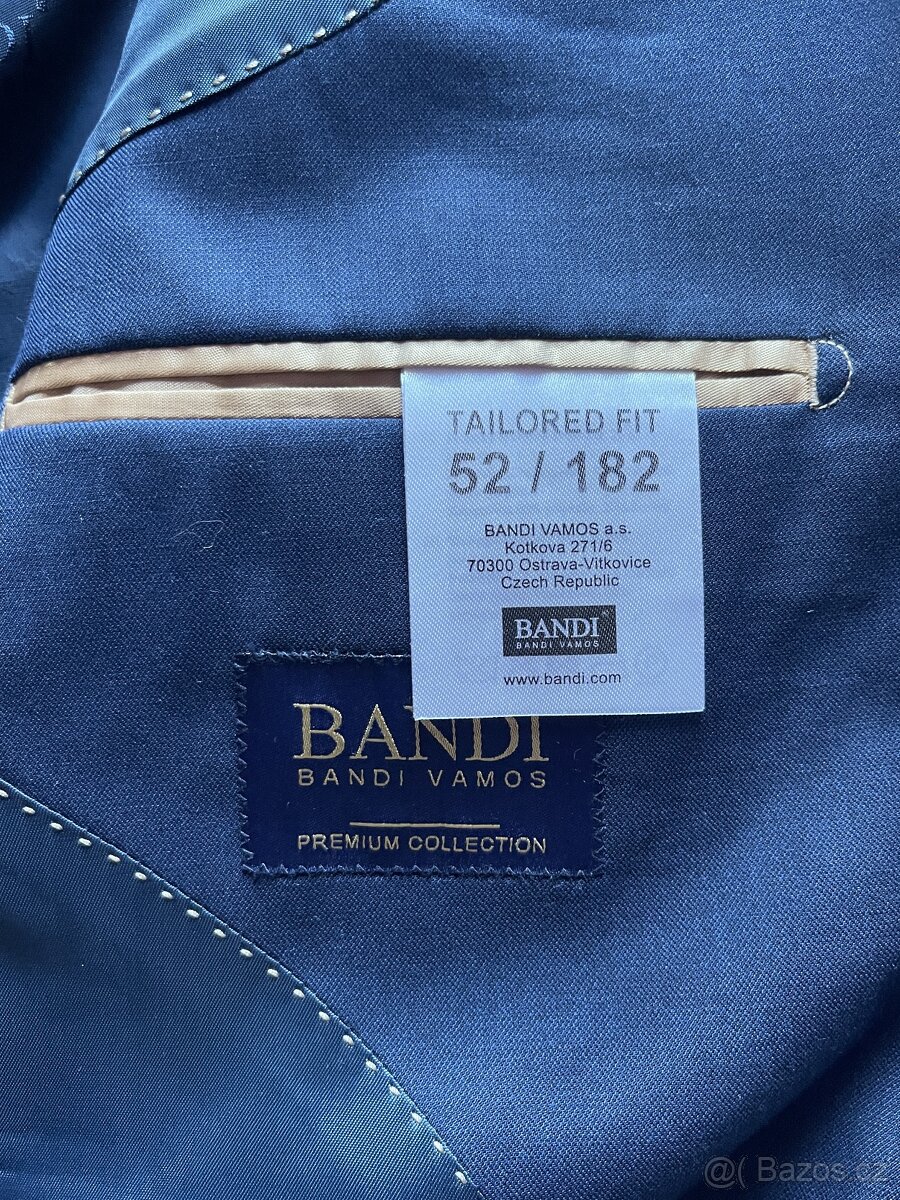 TAILORED FIT
52 / 182
BANDI VAMOS a.s.
Kotkova 271/6
70300 Ostrava-Vitkovice
Czech Republic
BANDI
BANDI VAMOS
www.bandi.com
BANDI
BANDI VAMOS
PREMIUM COLLECTION
@( Bazos.cz